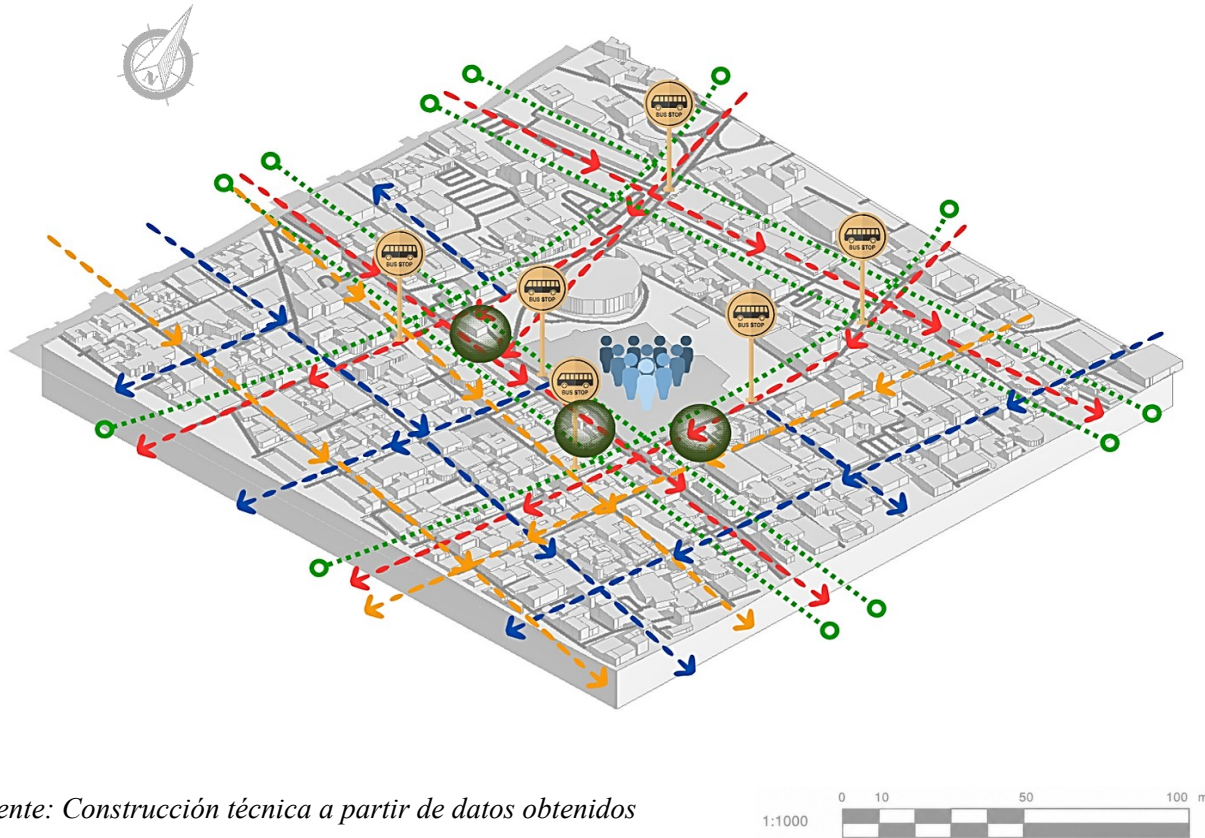 N
BUS STOP
BUS STOP
BUS STOP
BUS STOP
BUS STOP
BUS STOP
ente: Construcción técnica a partir de datos obtenidos
0 10 50 100 m
1:1000